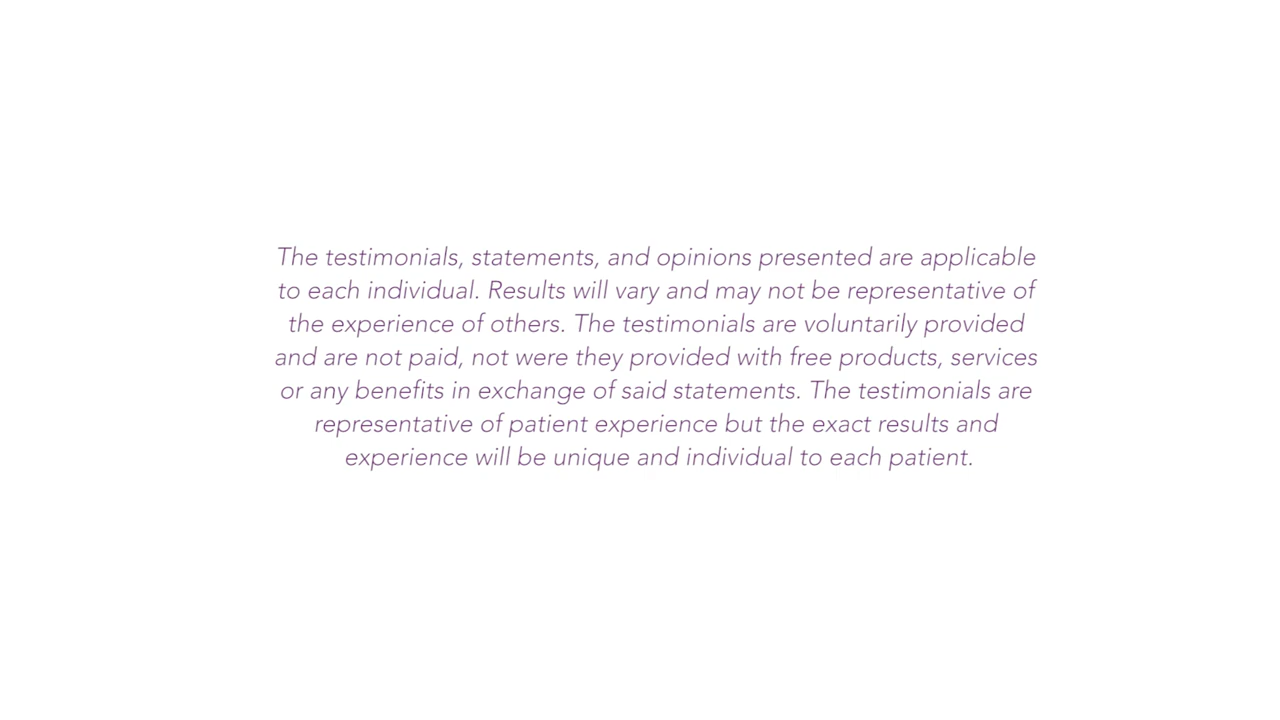 The testimonials, statements, and opinions presented are applicable
to each individual. Results will vary and may not be representative of
the experience of others. The testimonials are voluntarily provided
and are not paid, not were they provided with free products, services
or any benefits in exchange of said statements. The testimonials are
representative of patient experience but the exact results and
experience will be unique and individual to each patient.